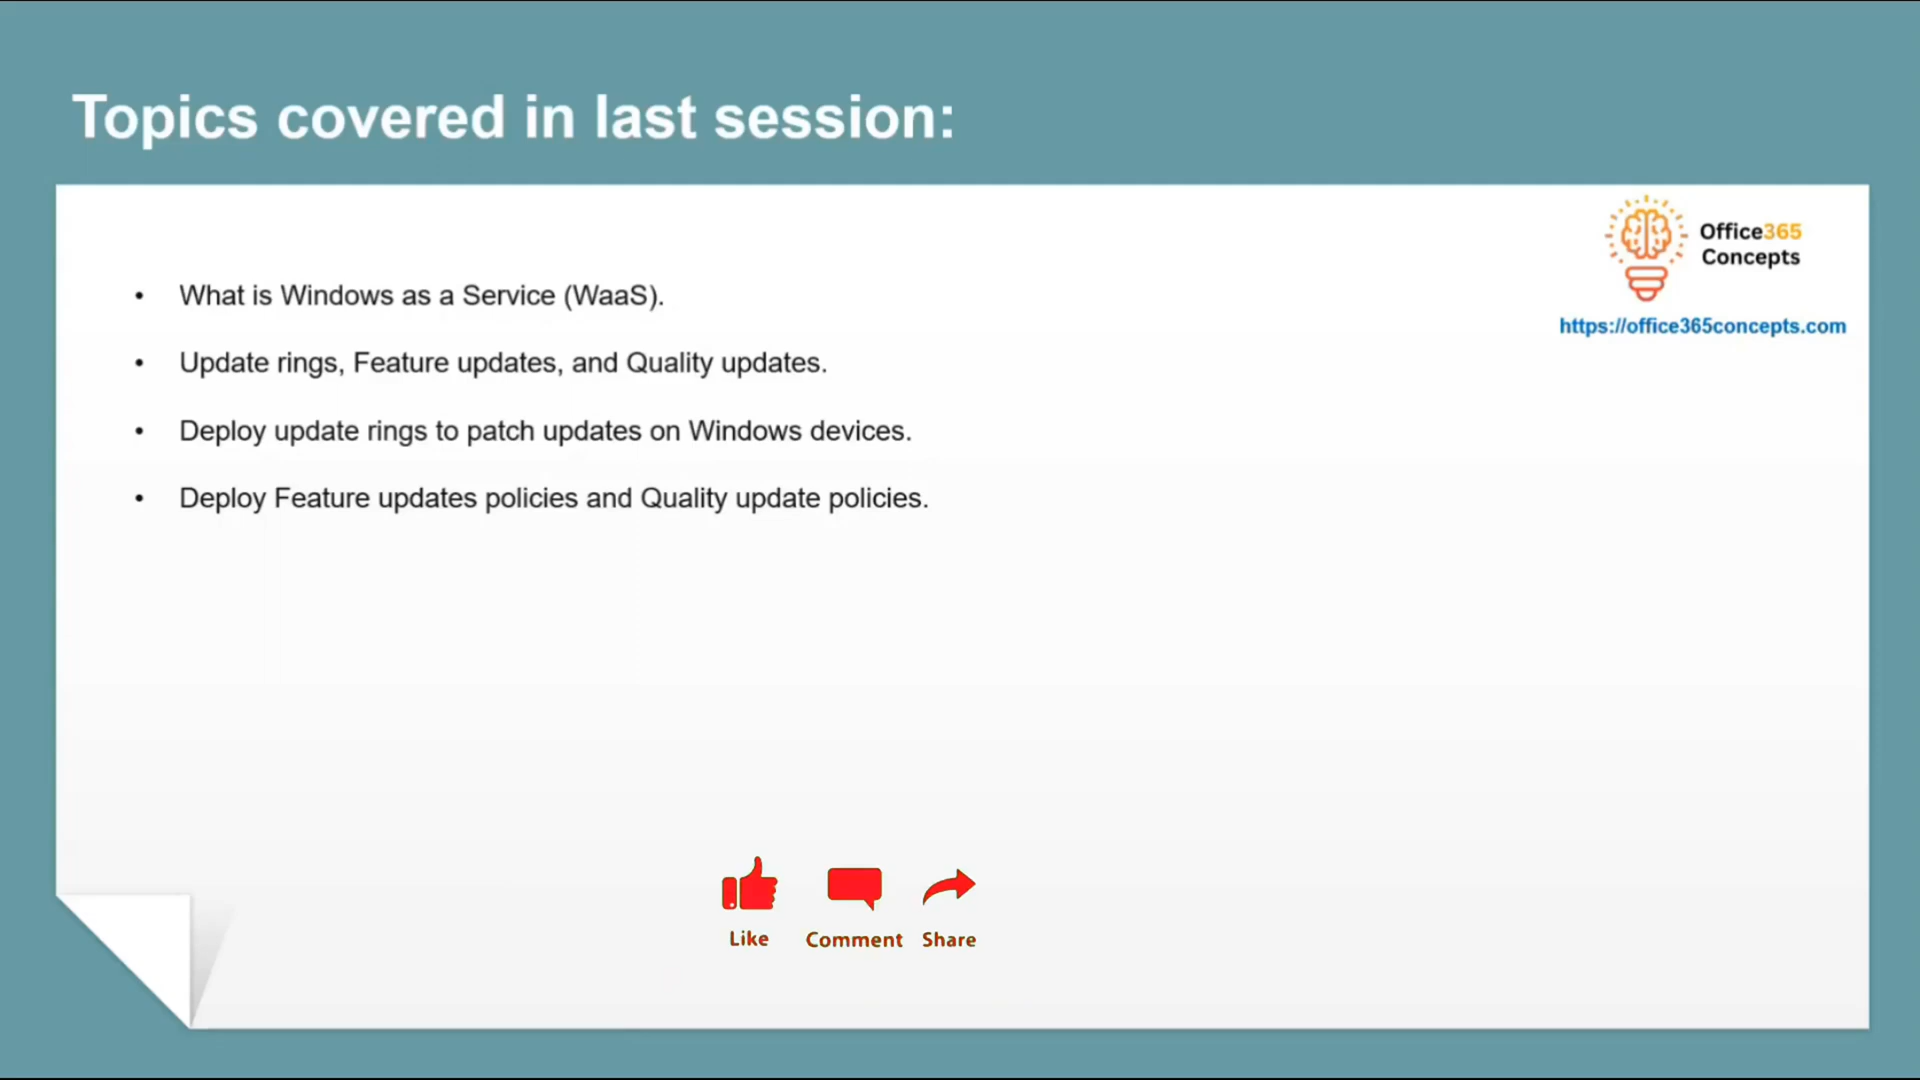 Topics covered in last session:
Office365
Concepts
https://office365concepts.com
• What is Windows as a Service (WaaS).
• Update rings, Feature updates, and Quality updates.
• Deploy update rings to patch updates on Windows devices.
• Deploy Feature updates policies and Quality update policies.
Like Comment Share